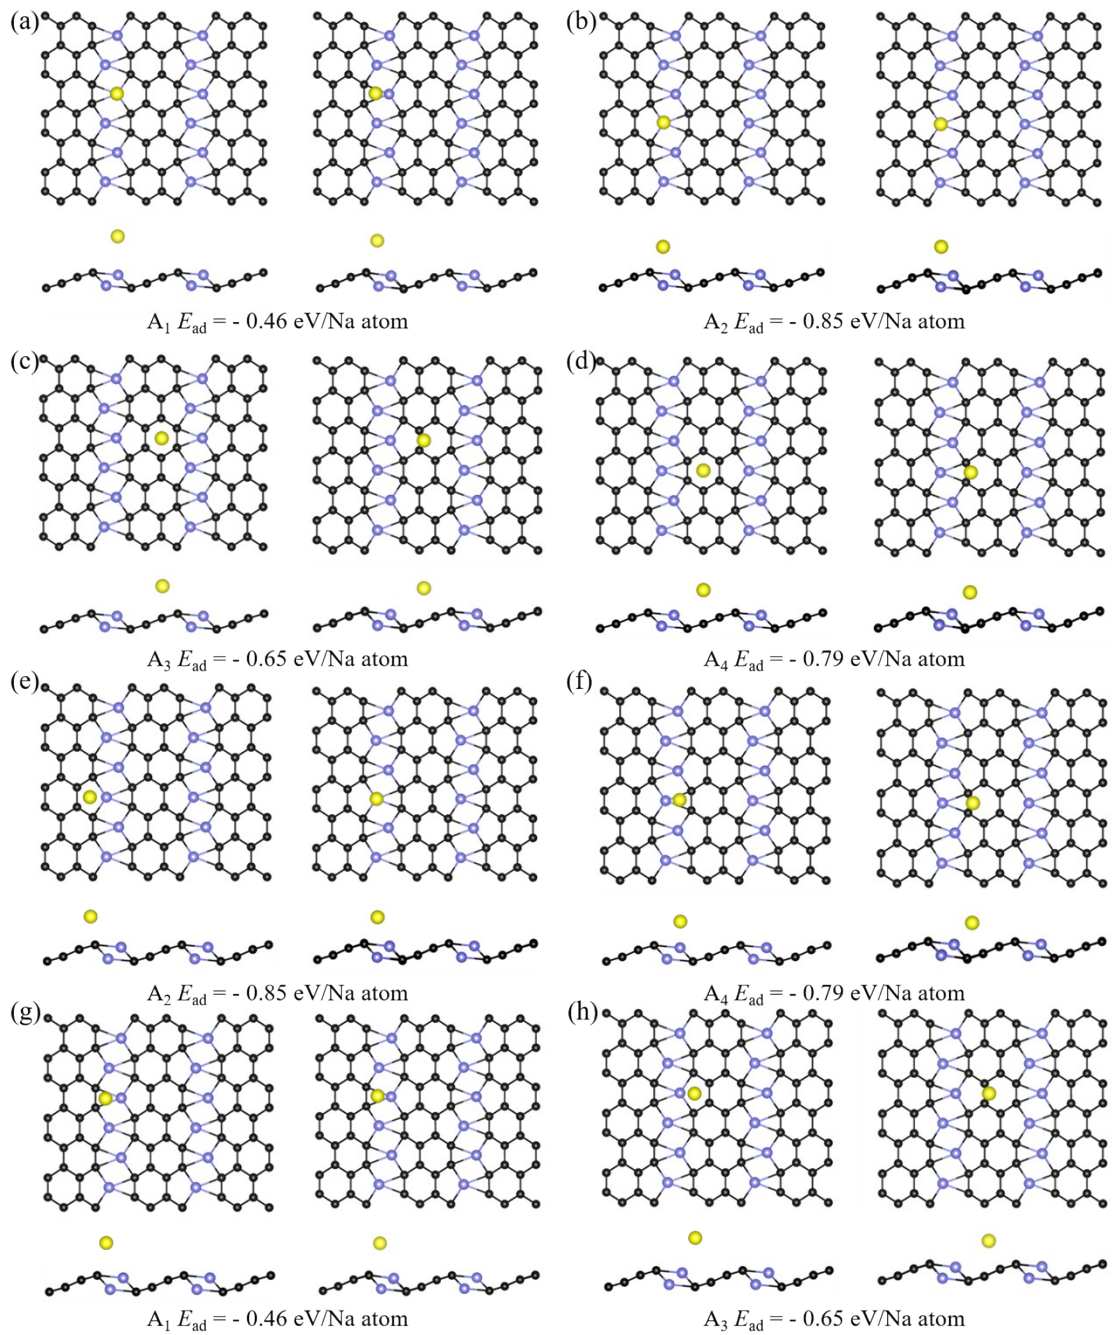 (a) (b)
A1 Ead = - 0.46 eV/Na atom A2 Ead = - 0.85 eV/Na atom
(c) (d)
A3 Ead = - 0.65 eV/Na atom A4 Ead = - 0.79 eV/Na atom
(e) (f)
A2 Ead = - 0.85 eV/Na atom A4 Ead = - 0.79 eV/Na atom
(g) (h)
A1 Ead = - 0.46 eV/Na atom A3 Ead = - 0.65 eV/Na atom